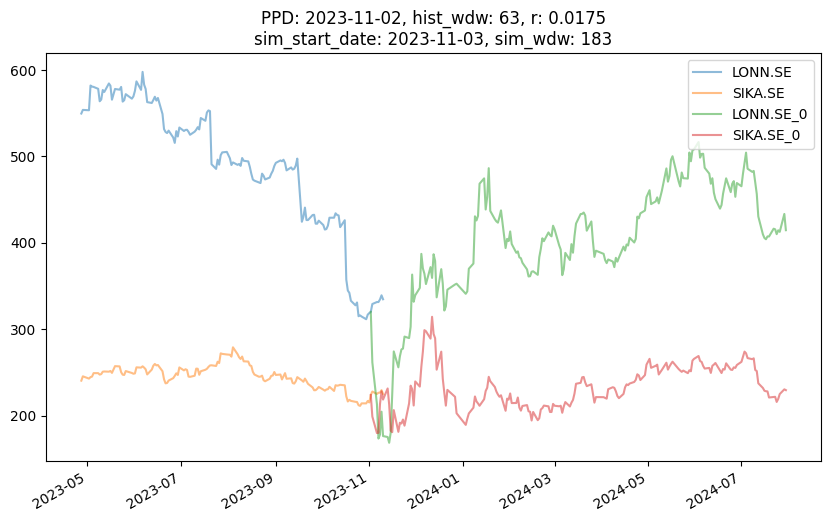 PPD: 2023-11-02, hist_wdw: 63, r: 0.0175
sim_start_date: 2023-11-03, sim_wdw: 183
LONN.SE
SIKA.SE
LONN.SE_0
SIKA.SE_0
600
500
400
300
200
2023-05
2023-07
2023-09
2023-11
2024-01
2024-03
2024-05
2024-07